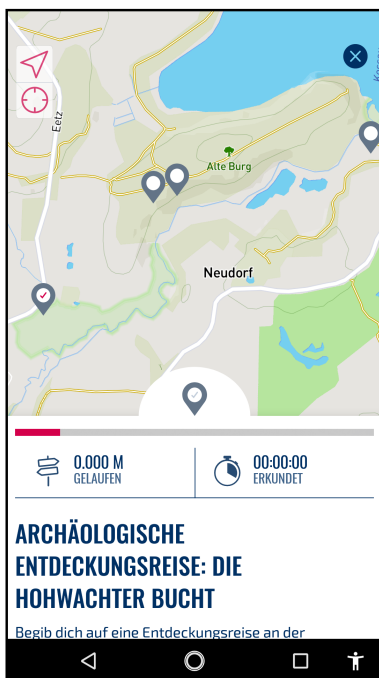 Eetz
Alte Burg
Neudorf
0.000 M
GELAUFEN
00:00:00
ERKUNDET
ARCHÄOLOGISCHE
ENTDECKUNGSREISE: DIE
HOHWACHTER BUCHT
Begib dich auf eine Entdeckungsreise an der